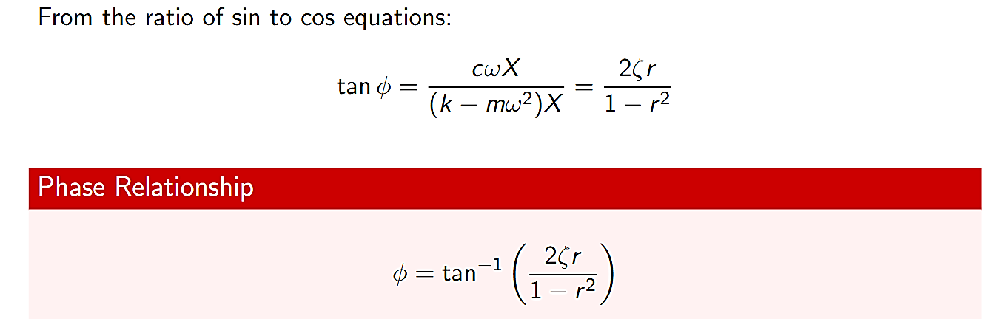 From the ratio of sin to cos equations:
tan ϕ = cωX / (k − mω²)X = 2ζr / 1 − r²
Phase Relationship
ϕ = tan⁻¹ (2ζr / 1 − r²)